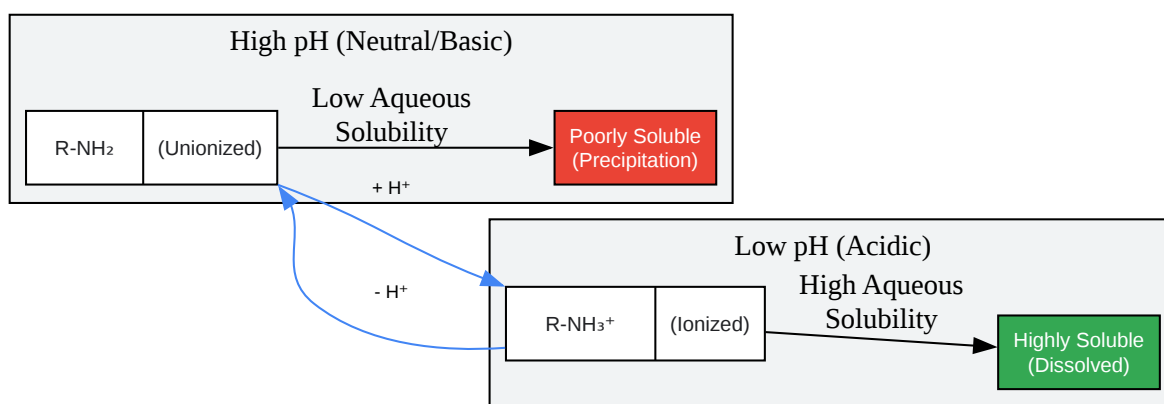 High pH (Neutral/Basic)
Low Aqueous
Solubility
R-NH₂
(Unionized)
Poorly Soluble
(Precipitation)
+ H⁺
- H⁺
Low pH (Acidic)
High Aqueous
Solubility
R-NH₃⁺
(Ionized)
Highly Soluble
(Dissolved)